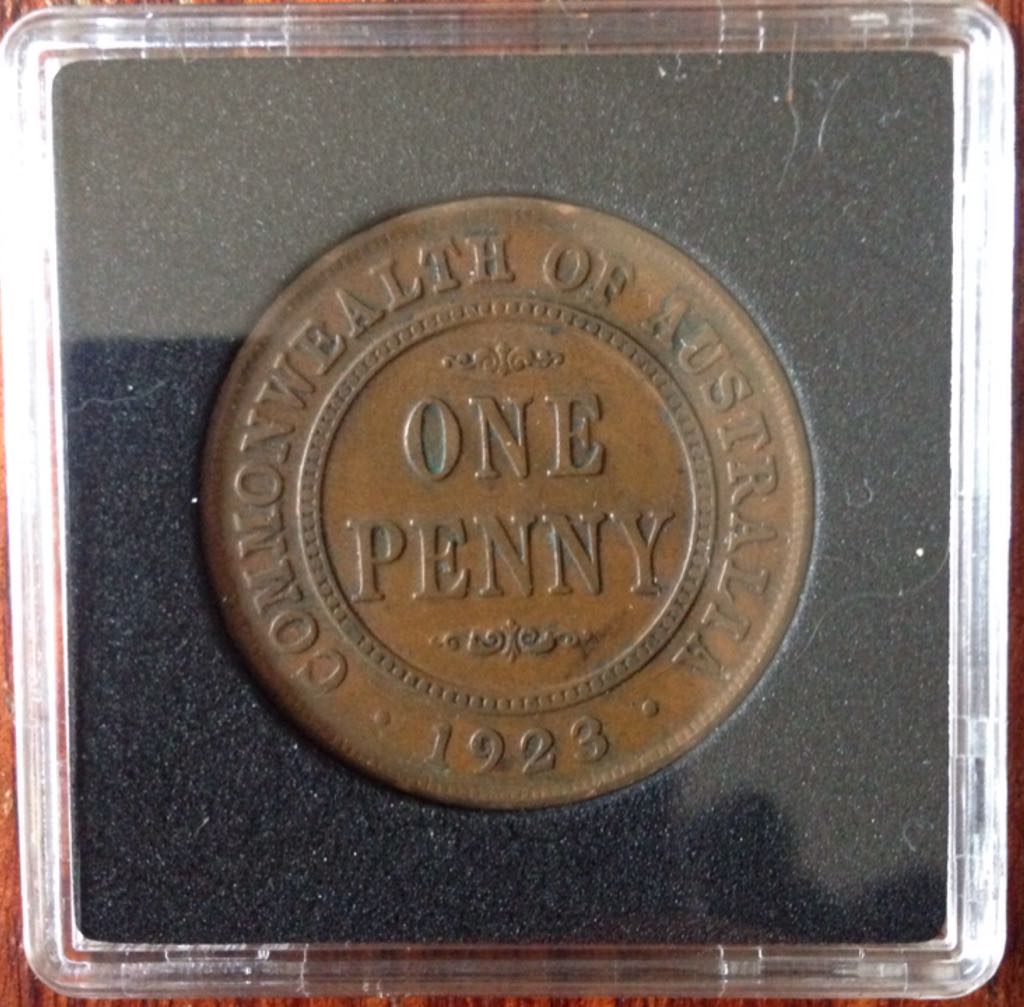 COMMONWEALTH OF AUSTRALIA
ONE
PENNY
· 1923 ·